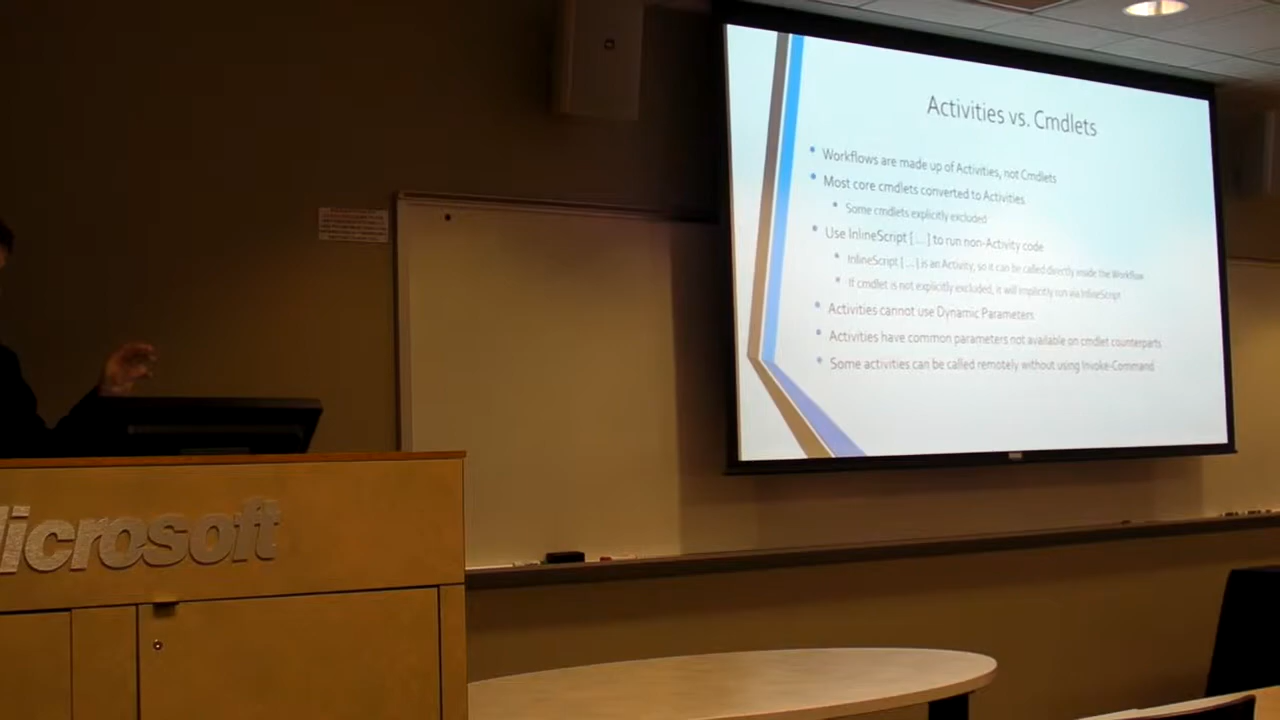 Activities vs. Cmdlets
Workflows are made up of Activities, not Cmdlets
Most core cmdlets converted to Activities
Some cmdlets explicitly excluded
Use InlineScript [ ... ] to run non-Activity code
InlineScript [ ... ] is an Activity, so it can be called directly inside the Workflow
If cmdlet is not explicitly excluded, it will implicitly run via InlineScript
Activities cannot use Dynamic Parameters
Activities have common parameters not available on cmdlet counterparts
Some activities can be called remotely without using Invoke-Command
Microsoft